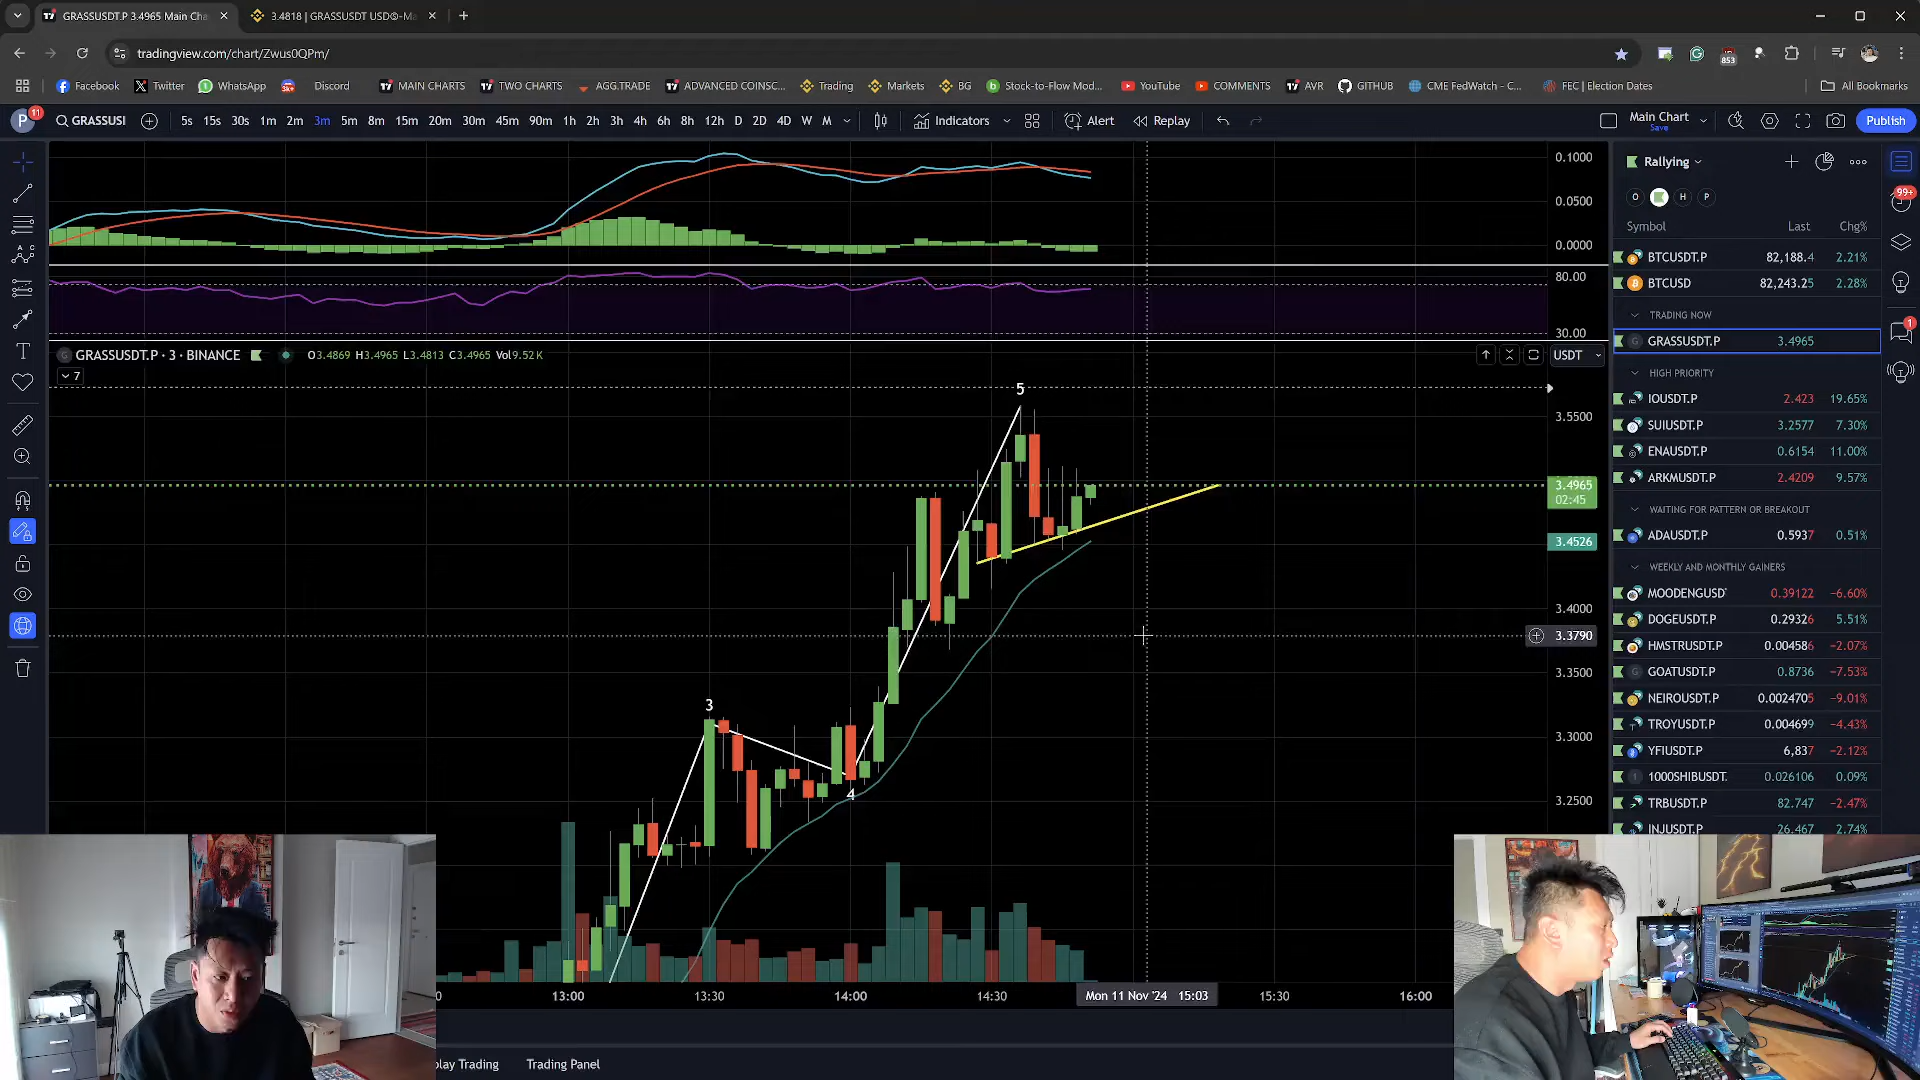 GRASSUSDT.P 3.4965 Main Cha
3.4818 | GRASSUSDT USD©-Ma
tradingview.com/chart/Zwus0QPm/
853
Facebook Twitter WhatsApp 3k+ Discord MAIN CHARTS TWO CHARTS AGG.TRADE ADVANCED COINSC... Trading Markets BG Stock-to-Flow Mod... YouTube COMMENTS AVR GITHUB CME FedWatch - C... FEC | Election Dates All Bookmarks
P 11 GRASSUSI 5s 15s 30s 1m 2m 3m 5m 8m 15m 20m 30m 45m 90m 1h 2h 3h 4h 6h 8h 12h D 2D 4D W M Indicators Alert Replay Main Chart Save Publish
0.1000
0.0500
0.0000
80.00
30.00
GRASSUSDT.P · 3 · BINANCE O3.4869 H3.4965 L3.4813 C3.4965 Vol9.52 K USDT
7
5
3
4
3.5500
3.4965
02:45
3.4526
3.4000
3.3790
3.3500
3.3000
3.2500
0 13:00 13:30 14:00 14:30 Mon 11 Nov '24 15:03 15:30 16:00
play Trading Trading Panel
Rallying
O H P
99+
1
Symbol Last Chg%
BTCUSDT.P 82,188.4 2.21%
BTCUSD 82,243.25 2.28%
TRADING NOW
GRASSUSDT.P 3.4965
HIGH PRIORITY
IOUSDT.P 2.423 19.65%
SUIUSDT.P 3.2577 7.30%
ENAUSDT.P 0.6154 11.00%
ARKMUSDT.P 2.4209 9.57%
WAITING FOR PATTERN OR BREAKOUT
ADAUSDT.P 0.5937 0.51%
WEEKLY AND MONTHLY GAINERS
MOODENGUSD 0.39122 −6.60%
DOGEUSDT.P 0.29326 5.51%
HMSTRUSDT.P 0.004586 −2.07%
GOATUSDT.P 0.8736 −7.53%
NEIROUSDT.P 0.0024705 −9.01%
TROYUSDT.P 0.004699 −4.43%
YFIUSDT.P 6,837 −2.12%
1000SHIBUSDT. 0.026106 0.09%
TRBUSDT.P 82.747 −2.47%
INJUSDT.P 26.467 2.74%